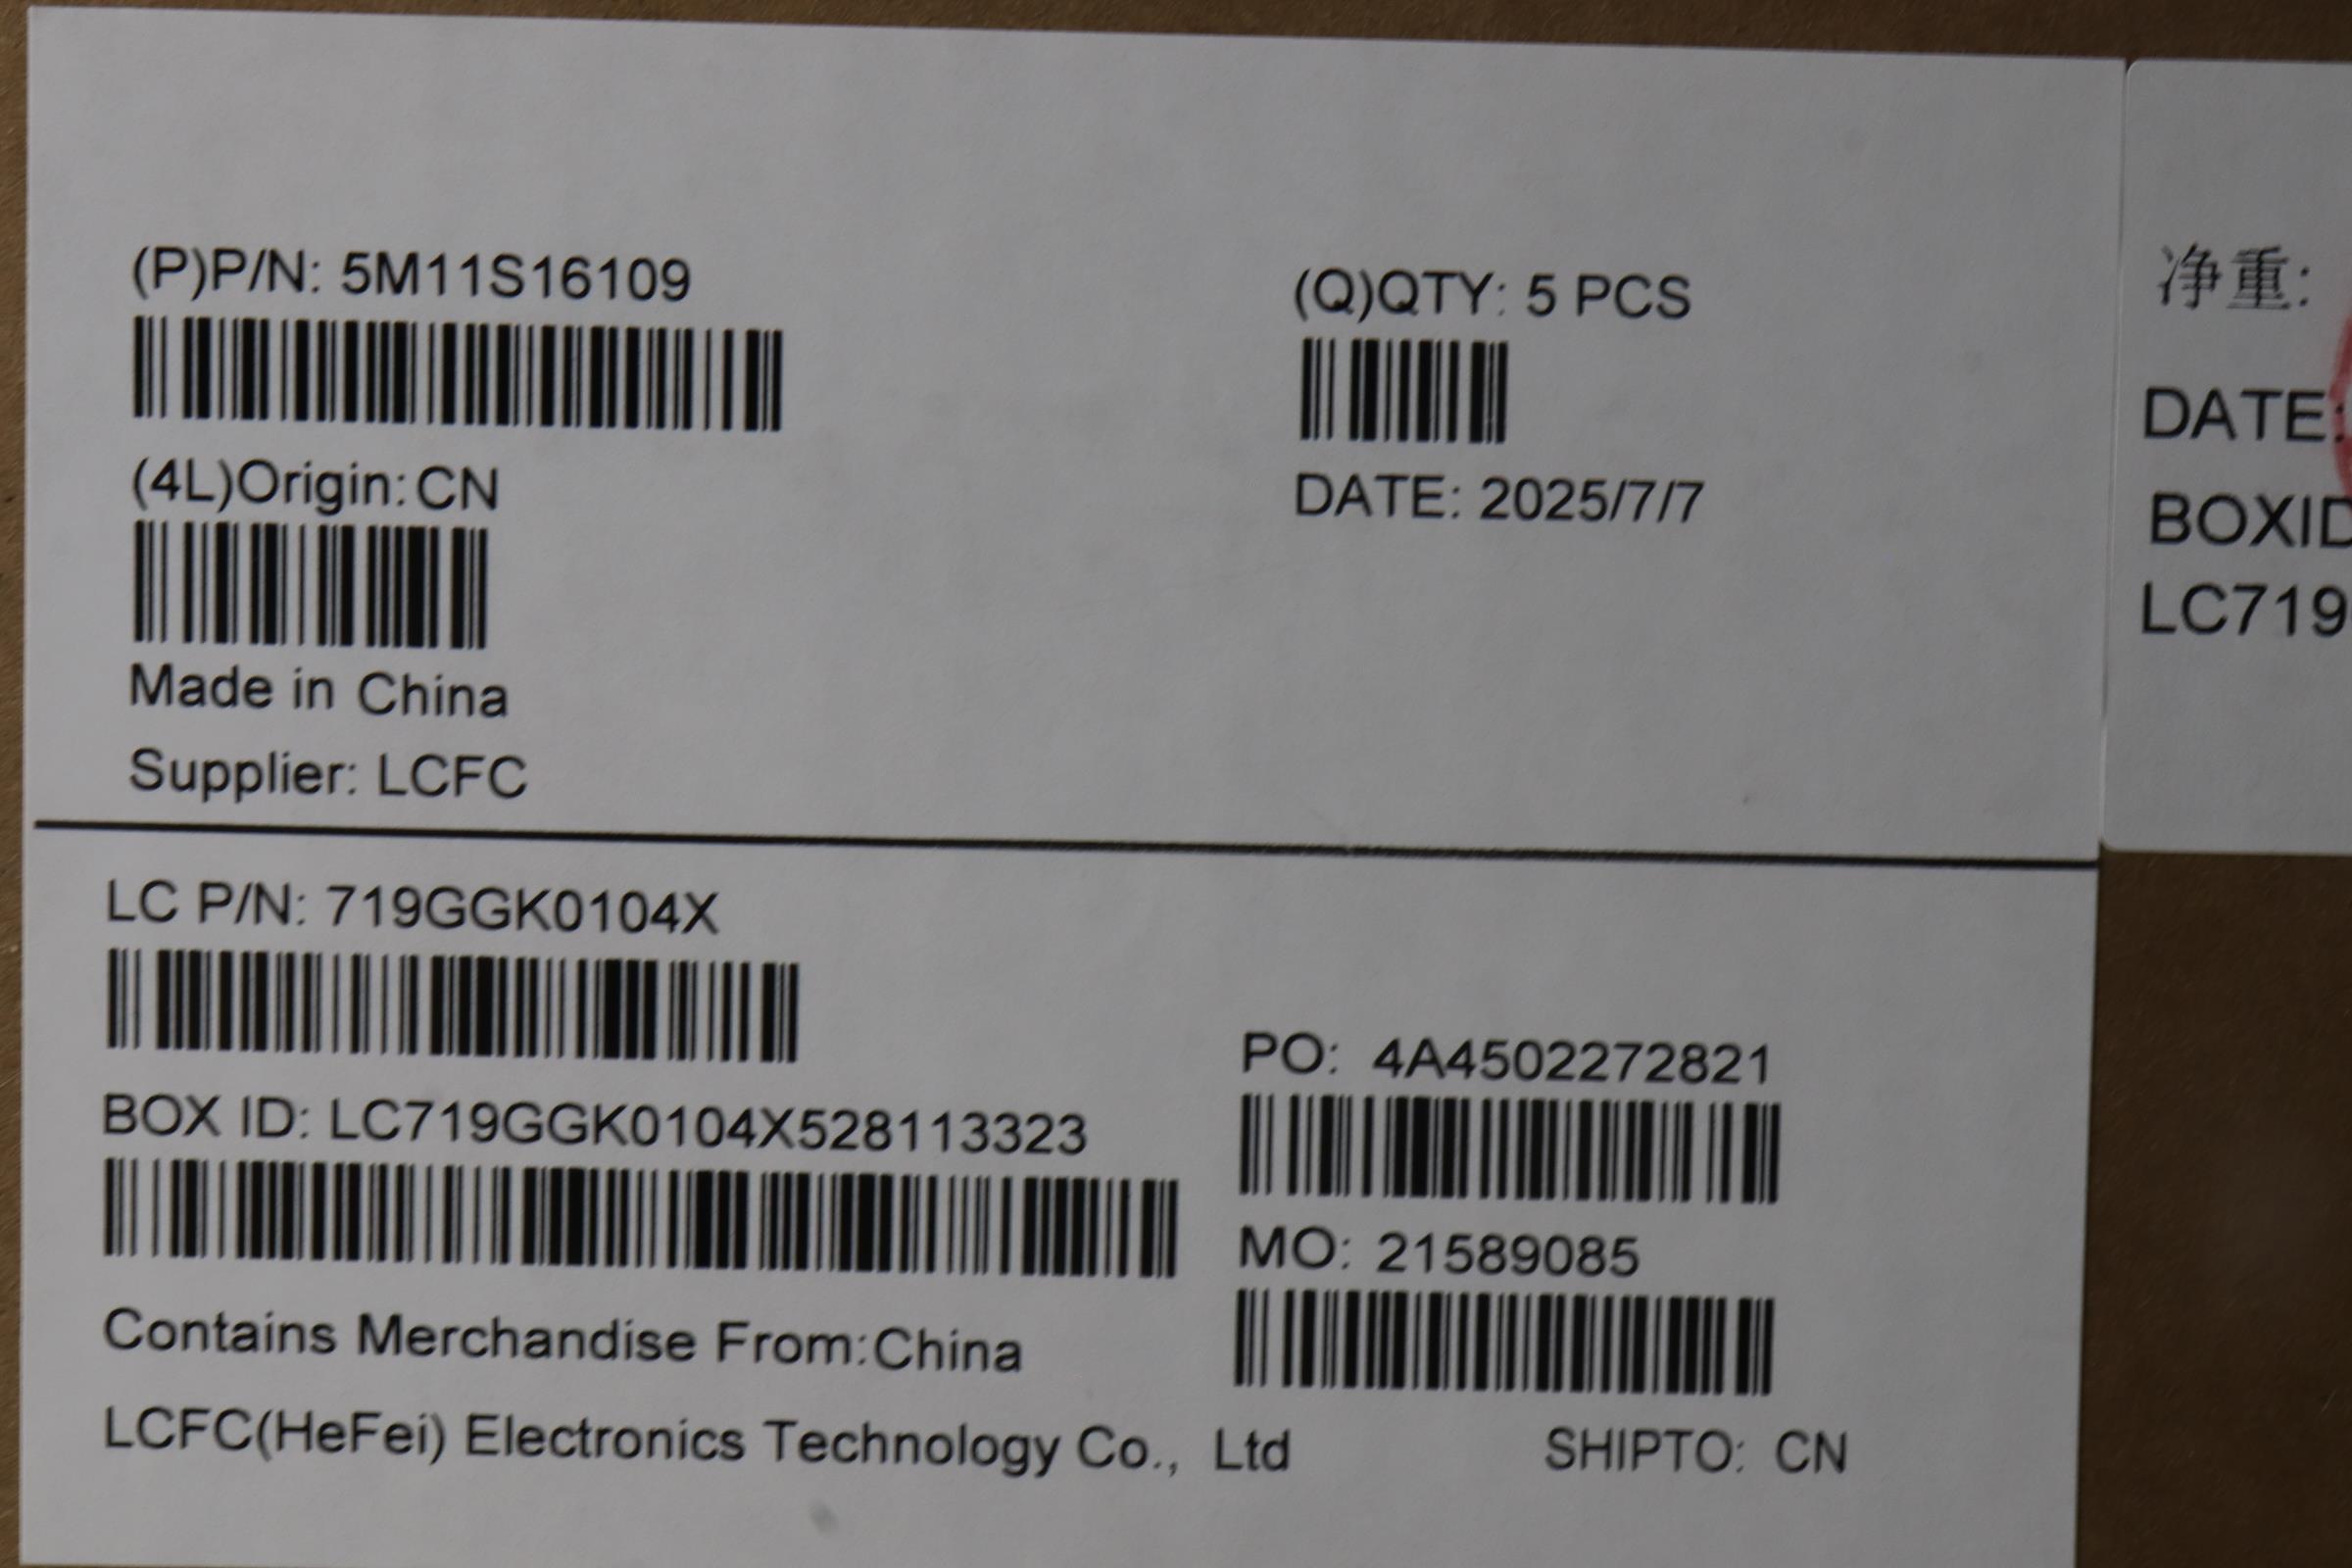 (P)P/N: 5M11S16109
(Q)QTY: 5 PCS
(4L)Origin:CN
DATE: 2025/7/7
Made in China
Supplier: LCFC
LC P/N: 719GGK0104X
BOX ID: LC719GGK0104X528113323
PO: 4A4502272821
MO: 21589085
Contains Merchandise From:China
LCFC(HeFei) Electronics Technology Co., Ltd
SHIPTO: CN
净重:
DATE:
BOXID
LC719